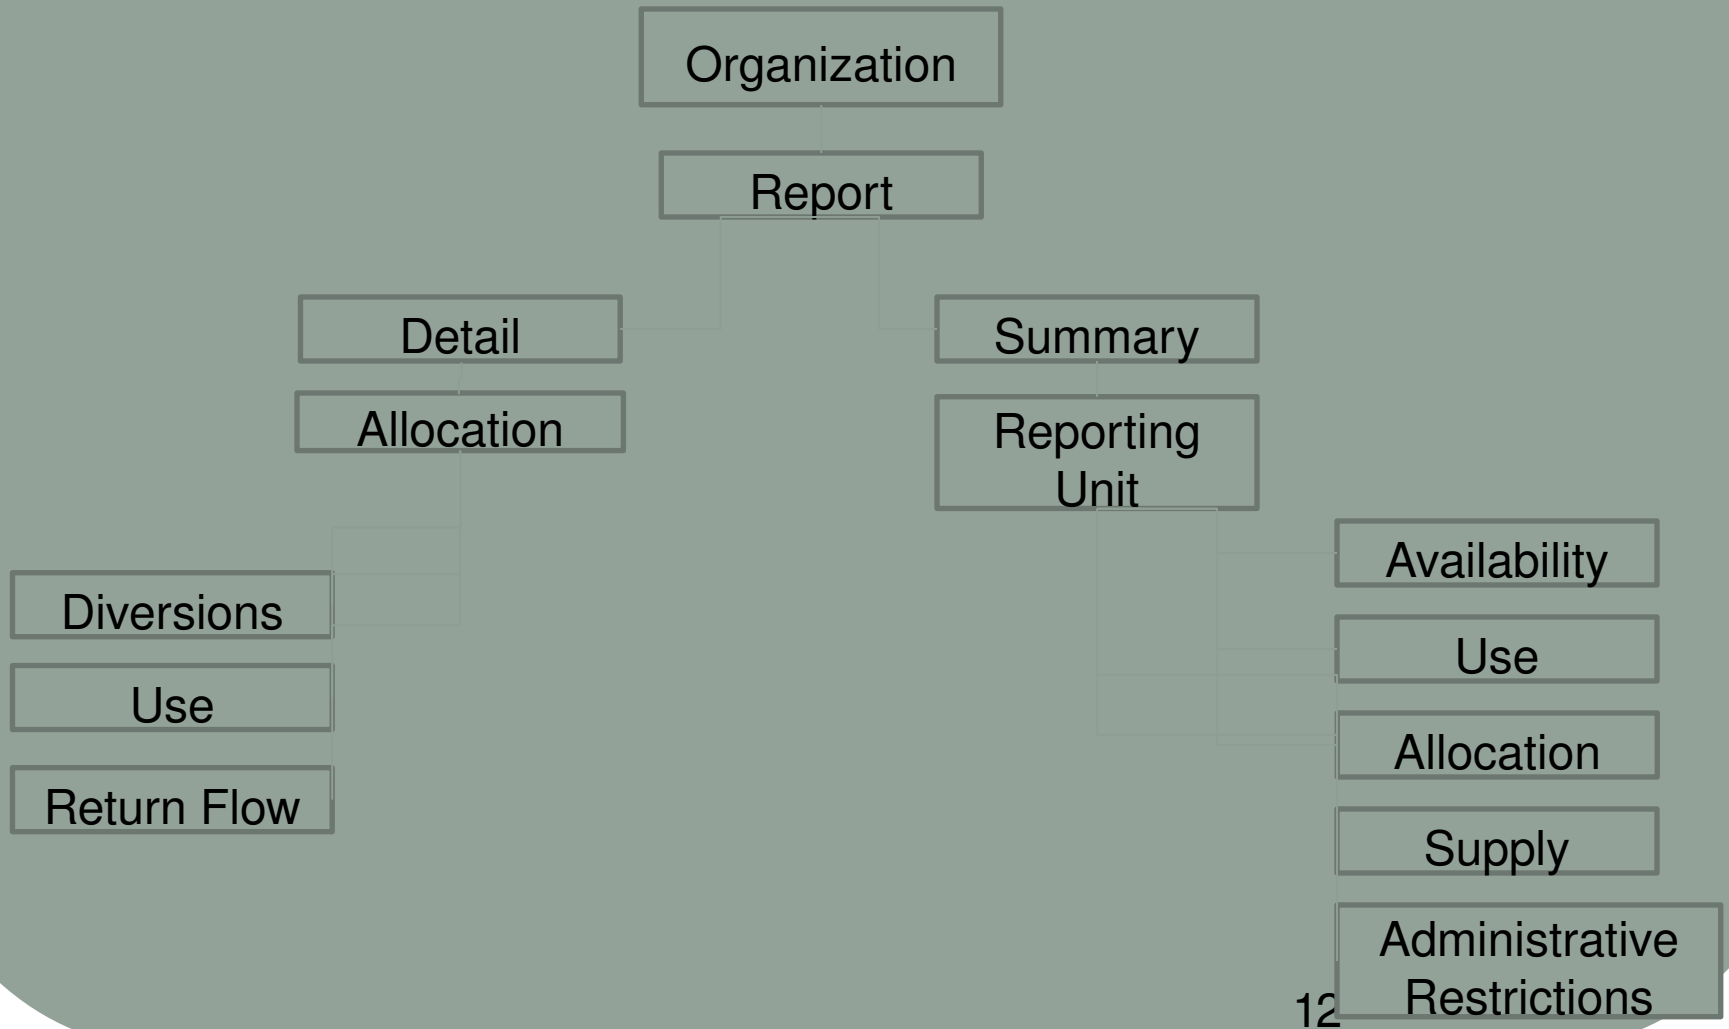 Organization
Report
Detail
Summary
Allocation
Reporting
Unit
Diversions
Use
Return Flow
Availability
Use
Allocation
Supply
Administrative
Restrictions
12